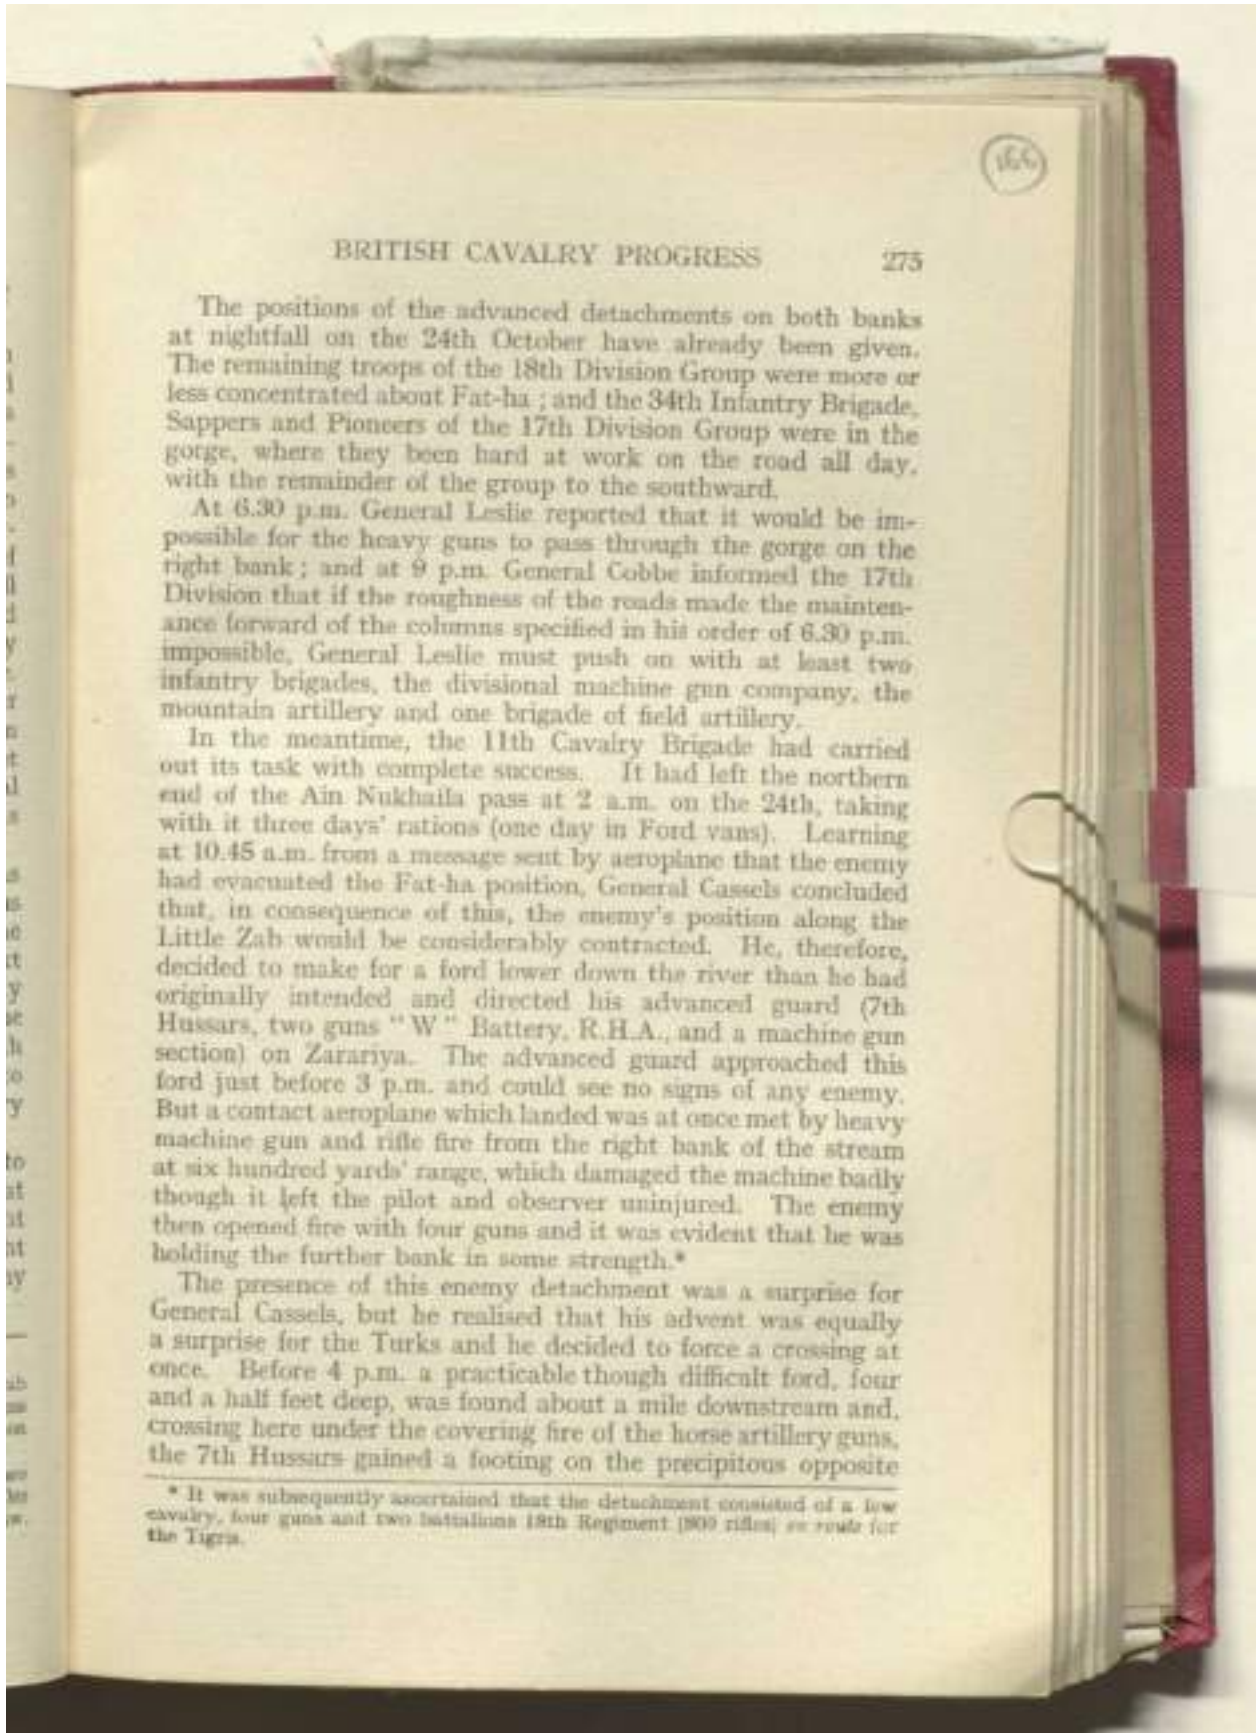 166
BRITISH CAVALRY PROGRESS 275
The positions of the advanced detachments on both banks
at nightfall on the 24th October have already been given.
The remaining troops of the 18th Division Group were more or
less concentrated about Fat-ha ; and the 34th Infantry Brigade,
Sappers and Pioneers of the 17th Division Group were in the
gorge, where they been hard at work on the road all day,
with the remainder of the group to the southward.
At 6.30 p.m. General Leslie reported that it would be im-
possible for the heavy guns to pass through the gorge on the
right bank ; and at 9 p.m. General Cobbe informed the 17th
Division that if the roughness of the roads made the mainten-
ance forward of the columns specified in his order of 6.30 p.m.
impossible, General Leslie must push on with at least two
infantry brigades, the divisional machine gun company, the
mountain artillery and one brigade of field artillery.
In the meantime, the 11th Cavalry Brigade had carried
out its task with complete success. It had left the northern
end of the Ain Nukhaila pass at 2 a.m. on the 24th, taking
with it three days' rations (one day in Ford vans). Learning
at 10.45 a.m. from a message sent by aeroplane that the enemy
had evacuated the Fat-ha position, General Cassels concluded
that, in consequence of this, the enemy's position along the
Little Zab would be considerably contracted. He, therefore,
decided to make for a ford lower down the river than he had
originally intended and directed his advanced guard (7th
Hussars, two guns "W" Battery, R.H.A., and a machine gun
section) on Zarariya. The advanced guard approached this
ford just before 3 p.m. and could see no signs of any enemy.
But a contact aeroplane which landed was at once met by heavy
machine gun and rifle fire from the right bank of the stream
at six hundred yards' range, which damaged the machine badly
though it left the pilot and observer uninjured. The enemy
then opened fire with four guns and it was evident that he was
holding the further bank in some strength.*
The presence of this enemy detachment was a surprise for
General Cassels, but he realised that his advent was equally
a surprise for the Turks and he decided to force a crossing at
once. Before 4 p.m. a practicable though difficult ford, four
and a half feet deep, was found about a mile downstream and,
crossing here under the covering fire of the horse artillery guns,
the 7th Hussars gained a footing on the precipitous opposite
* It was subsequently ascertained that the detachment consisted of a few
cavalry, four guns and two battalions 18th Regiment (800 rifles) en route for
the Tigris.